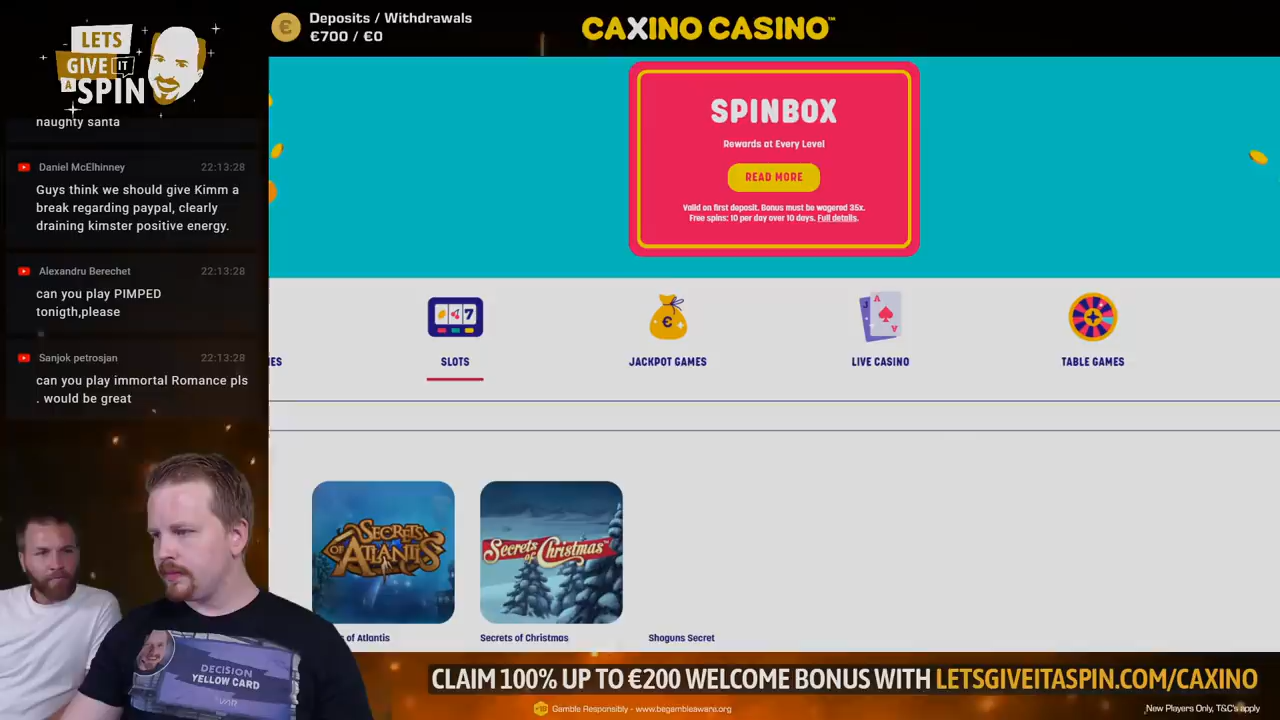 LETS
GIVE IT
A SPIN
Deposits / Withdrawals
€700 / €0
CAXINO CASINO™
naughty santa
Daniel McElhinney 22:13:28
Guys think we should give Kimm a
break regarding paypal, clearly
draining kimster positive energy.
Alexandru Berechet 22:13:28
can you play PIMPED
tonigth,please
Sanjok petrosjan 22:13:28
can you play immortal Romance pls
. would be great
SPINBOX
Rewards at Every Level
READ MORE
Valid on first deposit. Bonus must be wagered 35x.
Free spins: 10 per day over 10 days. Full details.
SLOTS
JACKPOT GAMES
LIVE CASINO
TABLE GAMES
SECRETS
OF ATLANTIS
Secrets
of Christmas™
of Atlantis
Secrets of Christmas
Shoguns Secret
DECISION
YELLOW CARD
CLAIM 100% UP TO €200 WELCOME BONUS WITH LETSGIVEITASPIN.COM/CAXINO
+18 Gamble Responsibly - www.begambleaware.org
New Players Only, T&C's apply